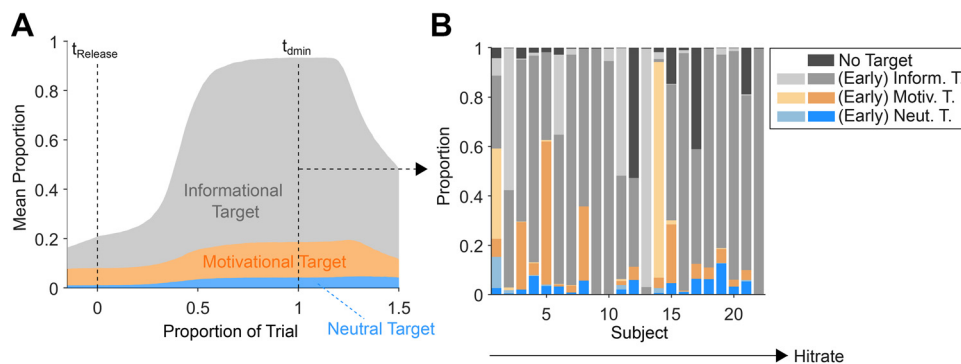 A
B
t_Release
t_dmin
1
0.8
0.6
0.4
0.2
0
Mean Proportion
Informational
Target
Motivational Target
Neutral Target
0
0.5
1
1.5
Proportion of Trial
1
0.8
0.6
0.4
0.2
0
Proportion
5
10
15
20
Subject
Hitrate
No Target
(Early) Inform. T.
(Early) Motiv. T.
(Early) Neut. T.